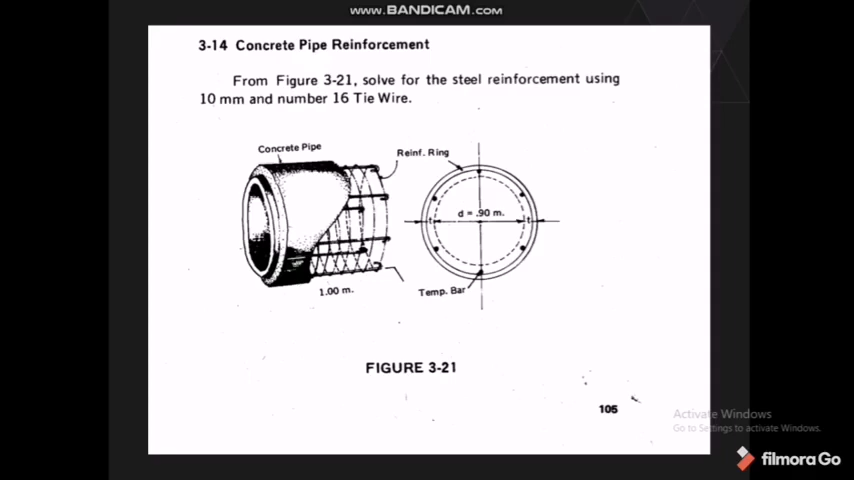 www.BANDICAM.com
3-14 Concrete Pipe Reinforcement
From Figure 3-21, solve for the steel reinforcement using
10 mm and number 16 Tie Wire.
Concrete Pipe
Reinf. Ring
t
d = .90 m.
t
1.00 m.
Temp. Bar
FIGURE 3-21
105
Activate Windows
Go to Settings to activate Windows.
filmoraGo